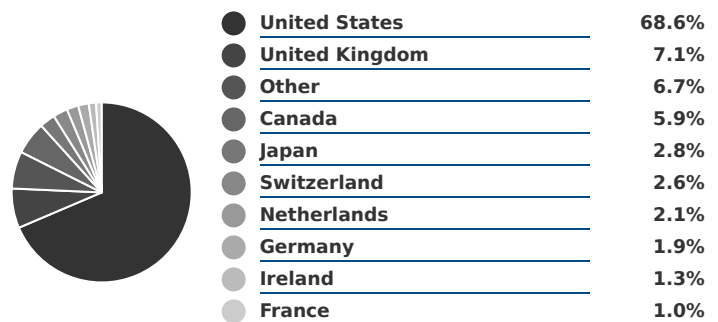 United States 68.6%
United Kingdom 7.1%
Other 6.7%
Canada 5.9%
Japan 2.8%
Switzerland 2.6%
Netherlands 2.1%
Germany 1.9%
Ireland 1.3%
France 1.0%